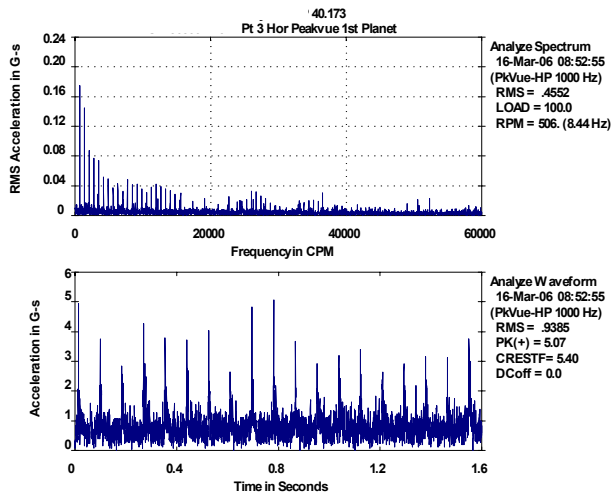 40.173
Pt 3 Hor Peakvue 1st Planet
RMS Acceleration in G-s
0.24
0.20
0.16
0.12
0.08
0.04
0
0
20000
40000
60000
Frequency in CPM
Analyze Spectrum
16-Mar-06 08:52:55
(PkVue-HP 1000 Hz)
RMS = .4552
LOAD = 100.0
RPM = 506. (8.44 Hz)
Acceleration in G-s
6
5
4
3
2
1
0
0
0.4
0.8
1.2
1.6
Time in Seconds
Analyze Waveform
16-Mar-06 08:52:55
(PkVue-HP 1000 Hz)
RMS = .9385
PK(+) = 5.07
CRESTF= 5.40
DCoff = 0.0